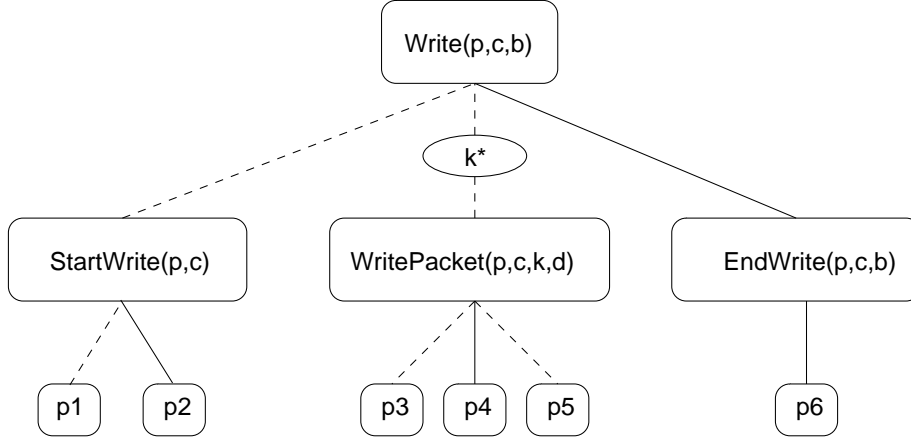 Write(p,c,b)
k*
StartWrite(p,c)
WritePacket(p,c,k,d)
EndWrite(p,c,b)
p1
p2
p3
p4
p5
p6